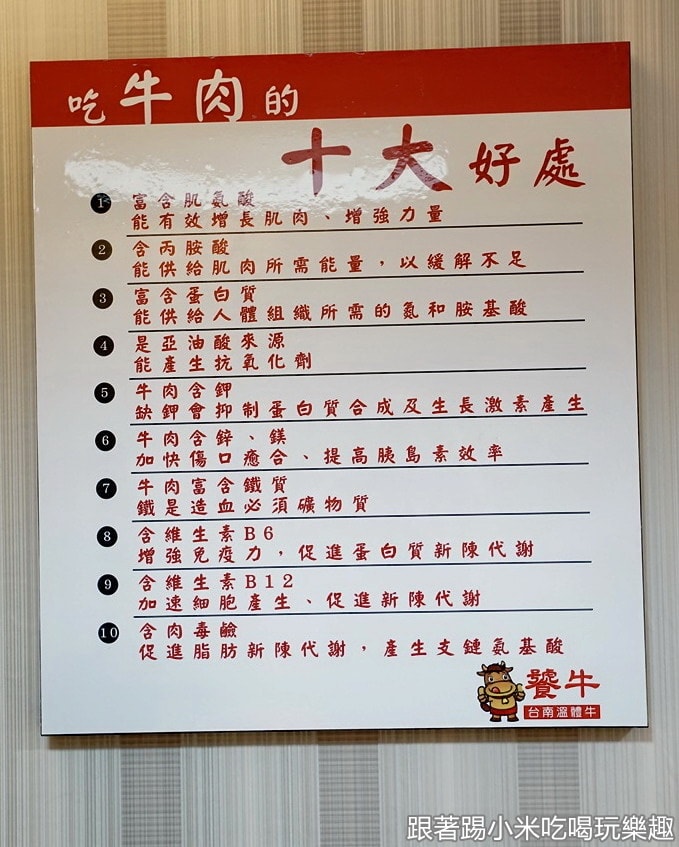 吃牛肉的
十大好處
1 富含肌氨酸
能有效增長肌肉、增強力量
2 含丙胺酸
能供給肌肉所需能量，以緩解不足
3 富含蛋白質
能供給人體組織所需的氮和胺基酸
4 是亞油酸來源
能產生抗氧化劑
5 牛肉含鉀
缺鉀會抑制蛋白質合成及生長激素產生
6 牛肉含鋅、鎂
加快傷口癒合、提高胰島素效率
7 牛肉富含鐵質
鐵是造血必須礦物質
8 含維生素B6
增強免疫力，促進蛋白質新陳代謝
9 含維生素B12
加速細胞產生、促進新陳代謝
10 含肉毒鹼
促進脂肪新陳代謝，產生支鏈氨基酸
饕牛
台南溫體牛
跟著踢小米吃喝玩樂趣